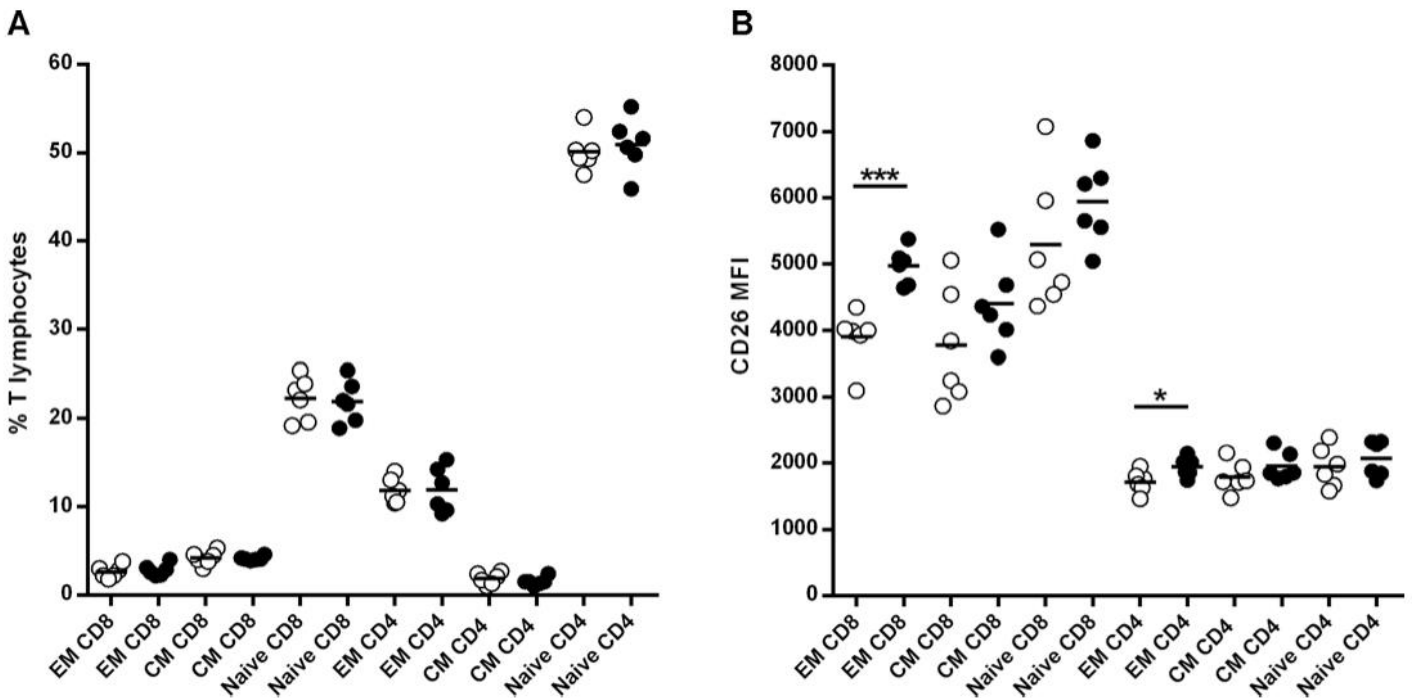 A
60
50
40
30
20
10
0
% T lymphocytes
EM CD8
EM CD8
CM CD8
CM CD8
Naive CD8
Naive CD8
EM CD4
EM CD4
CM CD4
CM CD4
Naive CD4
Naive CD4
B
8000
7000
6000
5000
4000
3000
2000
1000
0
CD26 MFI
***
*
EM CD8
EM CD8
CM CD8
CM CD8
Naive CD8
Naive CD8
EM CD4
EM CD4
CM CD4
CM CD4
Naive CD4
Naive CD4